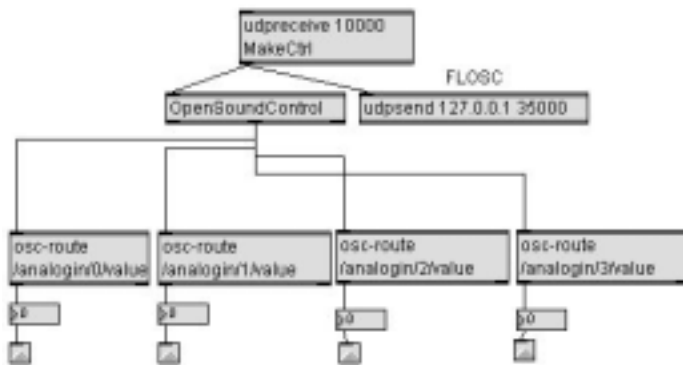 udpreceive 10000
MakeCtrl
FLOSC
OpenSoundControl
udpsend 127.0.0.1 35000
osc-route
/analogin/0/value
osc-route
/analogin/1/value
osc-route
/analogin/2/value
osc-route
/analogin/3/value
0
0
0
0